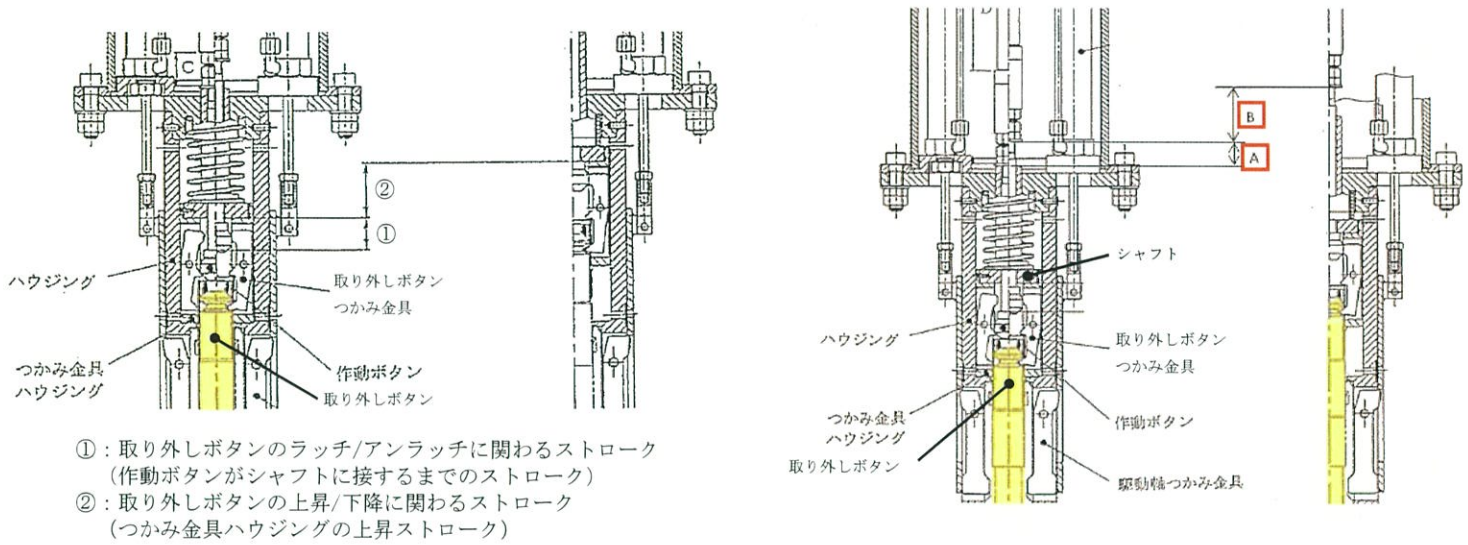 C
②
①
ハウジング
取り外しボタン
つかみ金具
つかみ金具
ハウジング
作動ボタン
取り外しボタン
①：取り外しボタンのラッチ/アンラッチに関わるストローク
(作動ボタンがシャフトに接するまでのストローク)
②：取り外しボタンの上昇/下降に関わるストローク
(つかみ金具ハウジングの上昇ストローク)
D
B
A
シャフト
ハウジング
取り外しボタン
つかみ金具
つかみ金具
ハウジング
作動ボタン
取り外しボタン
駆動軸つかみ金具